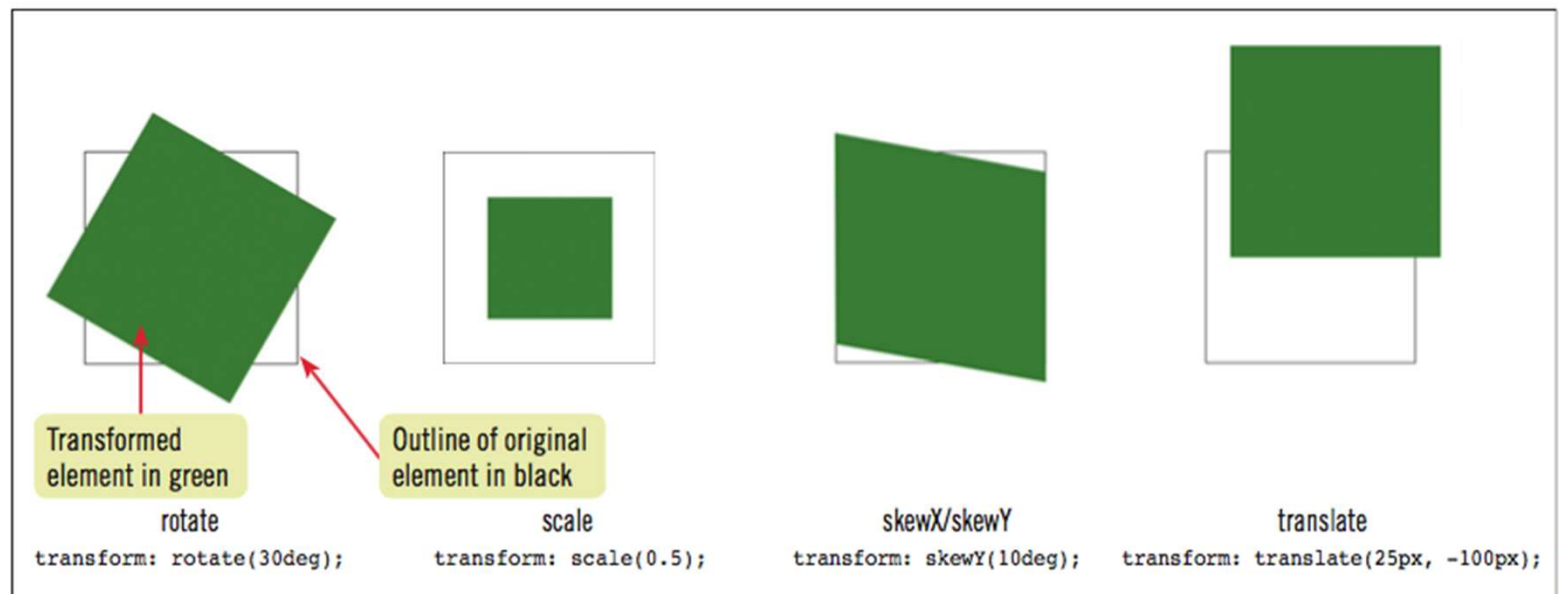 Transformed
element in green
Outline of original
element in black
rotate
scale
skewX/skewY
translate
transform: rotate(30deg);
transform: scale(0.5);
transform: skewY(10deg);
transform: translate(25px, -100px);